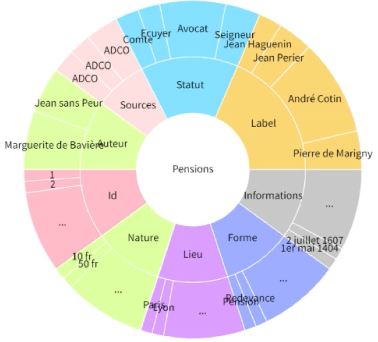 Pensions
Statut
Comte
Ecuyer
Avocat
Seigneur
Label
Jean Haguenin
Jean Perier
André Cotin
Pierre de Marigny
Informations
...
2 juillet 1607
1er mai 1404
Forme
...
Redevance
Pension
Lieu
...
Lyon
Paris
Nature
...
50 fr
10 fr
Id
...
2
1
Auteur
Marguerite de Bavière
Jean sans Peur
Sources
ADCO
ADCO
ADCO